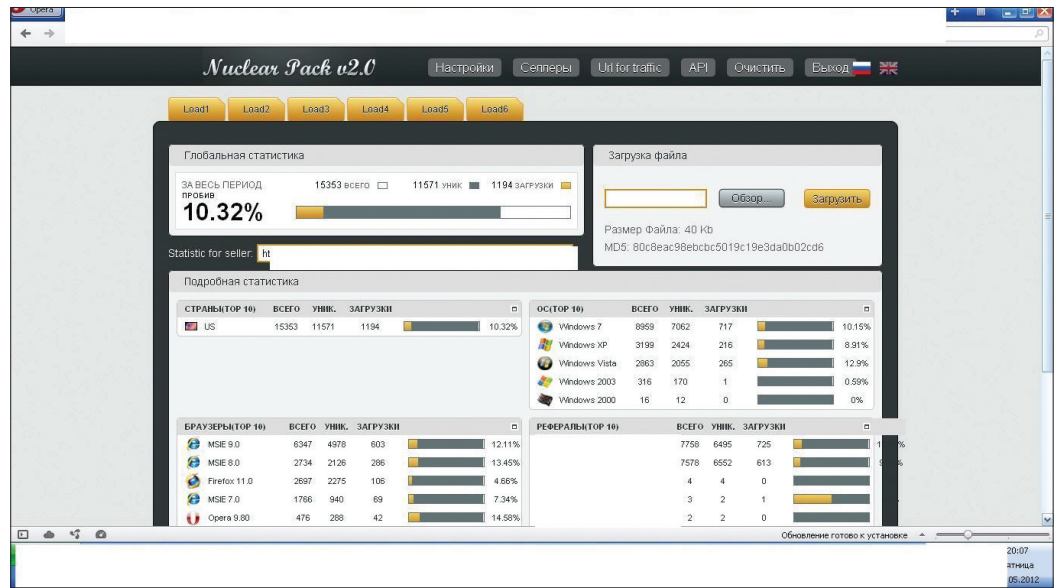 Opera
Nuclear Pack v2.0
Настройки Селлеры Url for traffic API Очистить Выход
Load1 Load2 Load3 Load4 Load5 Load6
Глобальная статистика
ЗА ВЕСЬ ПЕРИОД 15353 ВСЕГО 11571 УНИК 1194 ЗАГРУЗКИ
ПРОБИВ
10.32%
Загрузка файла
Обзор... Загрузить
Размер Файла: 40 Kb
MD5: 80c8eac98ebcbc5019c19e3da0b02cd6
Statistic for seller: ht
Подробная статистика
СТРАНЫ(TOP 10) ВСЕГО УНИК. ЗАГРУЗКИ
US 15353 11571 1194 10.32%
ОС(TOP 10) ВСЕГО УНИК. ЗАГРУЗКИ
Windows 7 8959 7062 717 10.15%
Windows XP 3199 2424 216 8.91%
Windows Vista 2863 2055 265 12.9%
Windows 2003 316 170 1 0.59%
Windows 2000 16 12 0 0%
БРАУЗЕРЫ(TOP 10) ВСЕГО УНИК. ЗАГРУЗКИ
MSIE 9.0 6347 4978 603 12.11%
MSIE 8.0 2734 2126 286 13.45%
Firefox 11.0 2697 2275 106 4.66%
MSIE 7.0 1766 940 69 7.34%
Opera 9.80 476 288 42 14.58%
РЕФЕРАЛЫ(TOP 10) ВСЕГО УНИК. ЗАГРУЗКИ
7758 6495 725
7578 6552 613
4 4 0
3 2 1
2 2 0
Обновление готово к установке
20:07
ятница
05.2012